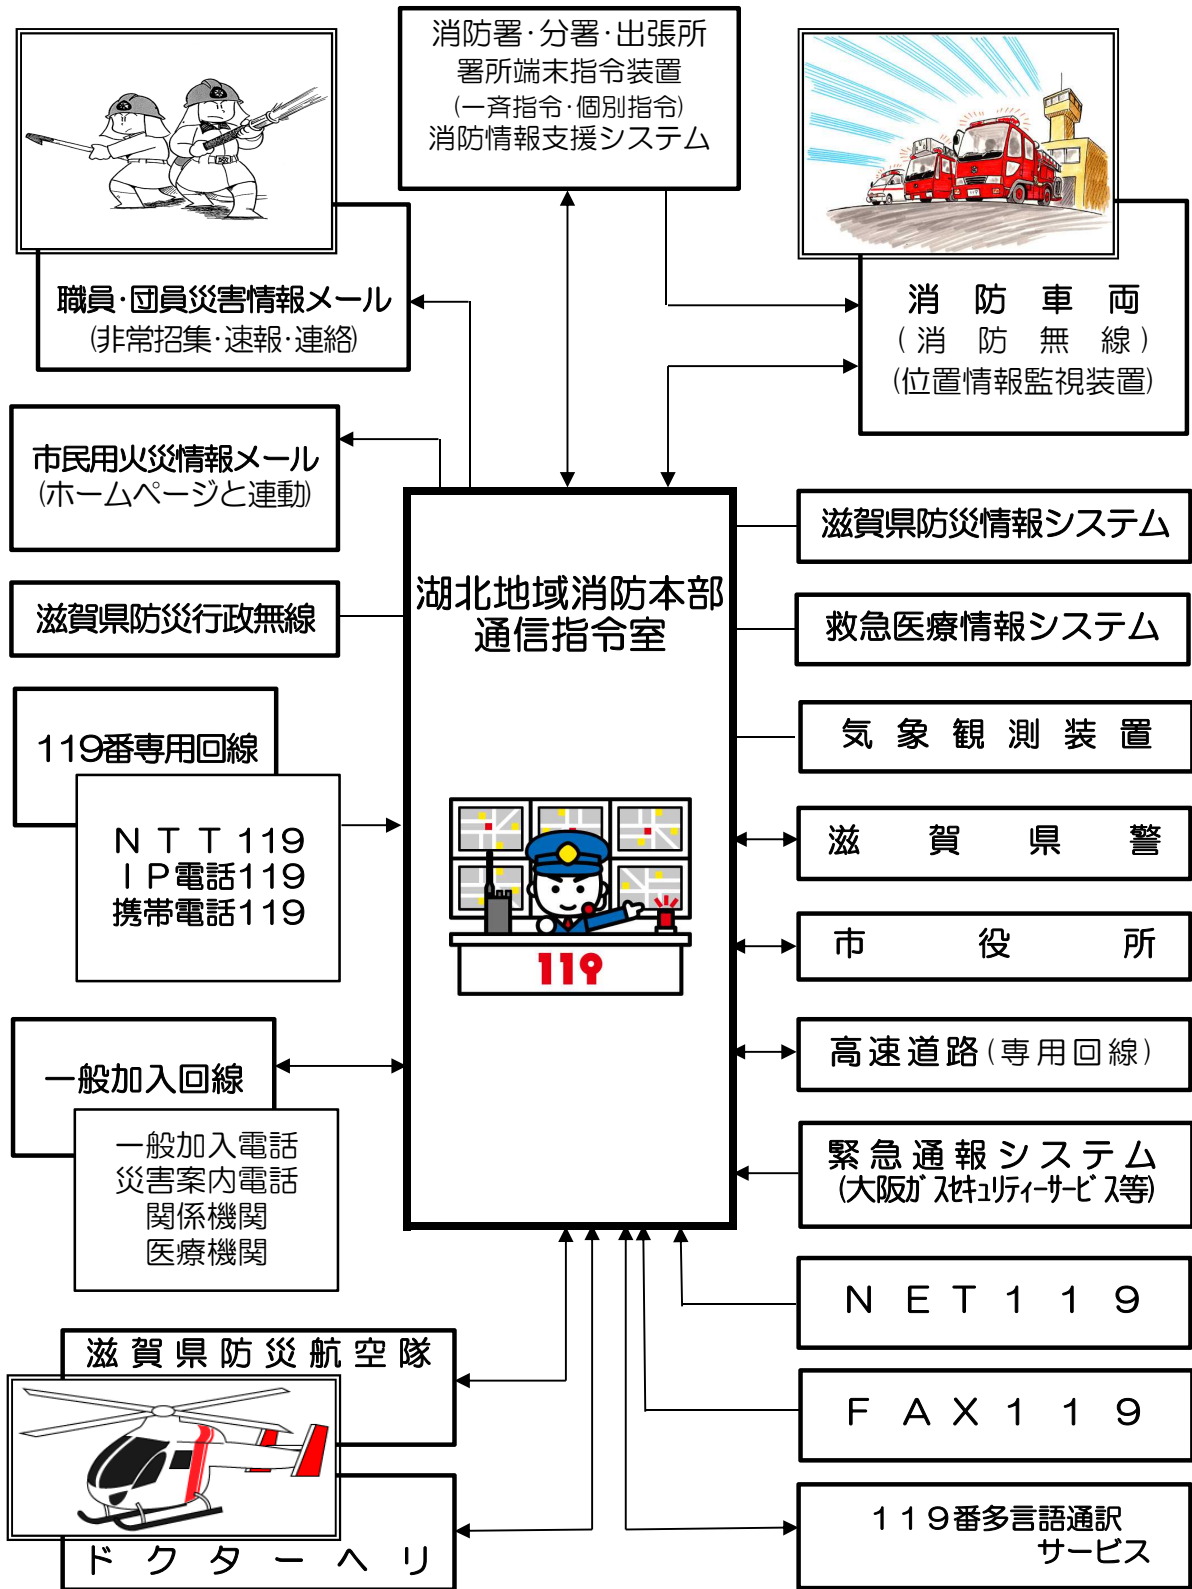 消防署・分署・出張所
署所端末指令装置
(一斉指令・個別指令)
消防情報支援システム
職員・団員災害情報メール
(非常招集・速報・連絡)
消防車両
(消防無線)
(位置情報監視装置)
市民用火災情報メール
(ホームページと連動)
滋賀県防災行政無線
119番専用回線
NTT119
IP電話119
携帯電話119
一般加入回線
一般加入電話
災害案内電話
関係機関
医療機関
滋賀県防災航空隊
ドクターヘリ
湖北地域消防本部
通信指令室
119
滋賀県防災情報システム
救急医療情報システム
気象観測装置
滋賀県警
市役所
高速道路(専用回線)
緊急通報システム
(大阪ガスセキュリティーサービス等)
NET119
FAX119
119番多言語通訳
サービス